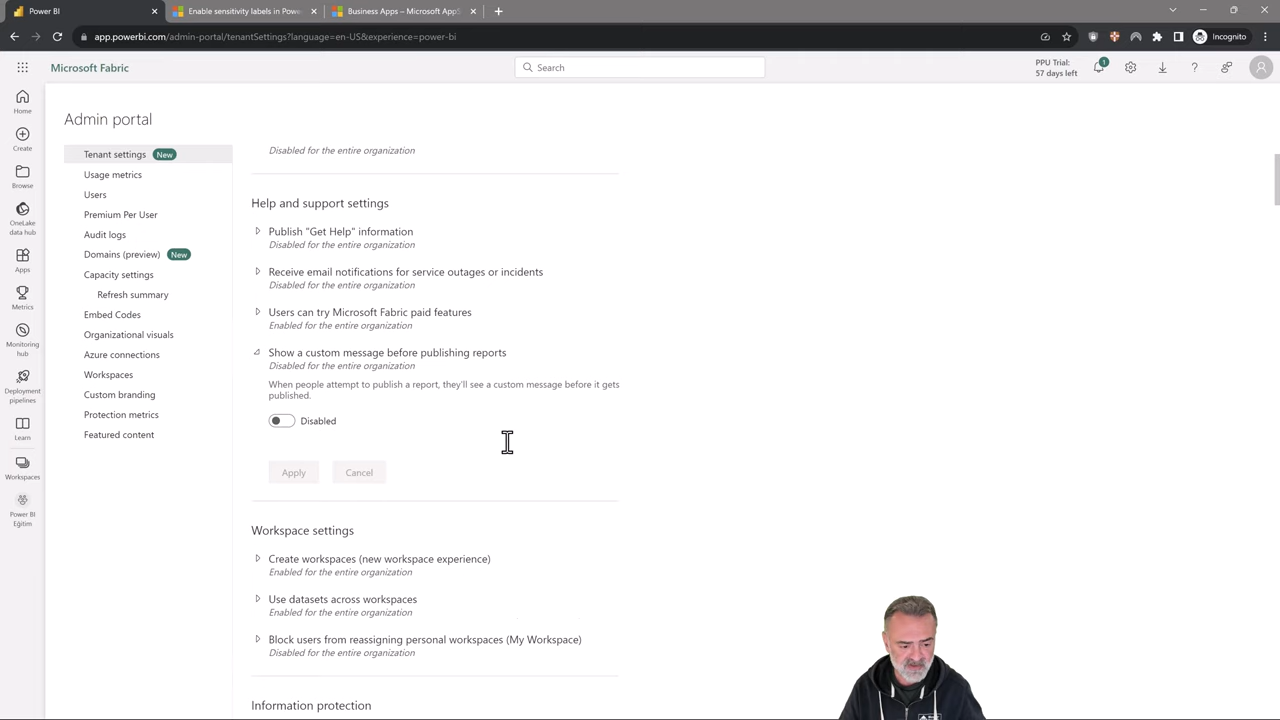 Power BI
Enable sensitivity labels in Powe
Business Apps – Microsoft AppS
app.powerbi.com/admin-portal/tenantSettings?language=en-US&experience=power-bi
Incognito
Microsoft Fabric
Search
PPU Trial:
57 days left
1
Home
Create
Browse
OneLake
data hub
Apps
Metrics
Monitoring
hub
Deployment
pipelines
Learn
Workspaces
Power BI
Eğitim
Admin portal
Tenant settings New
Usage metrics
Users
Premium Per User
Audit logs
Domains (preview) New
Capacity settings
Refresh summary
Embed Codes
Organizational visuals
Azure connections
Workspaces
Custom branding
Protection metrics
Featured content
Disabled for the entire organization
Help and support settings
Publish "Get Help" information
Disabled for the entire organization
Receive email notifications for service outages or incidents
Disabled for the entire organization
Users can try Microsoft Fabric paid features
Enabled for the entire organization
Show a custom message before publishing reports
Disabled for the entire organization
When people attempt to publish a report, they'll see a custom message before it gets
published.
Disabled
Apply Cancel
Workspace settings
Create workspaces (new workspace experience)
Enabled for the entire organization
Use datasets across workspaces
Enabled for the entire organization
Block users from reassigning personal workspaces (My Workspace)
Disabled for the entire organization
Information protection